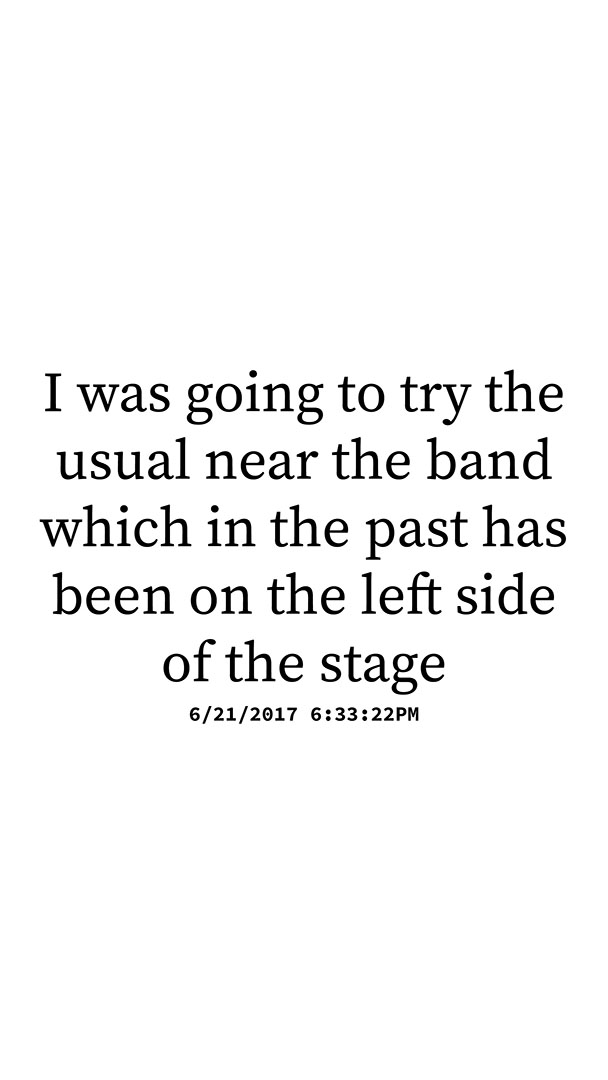 I was going to try the
usual near the band
which in the past has
been on the left side
of the stage
6/21/2017 6:33:22PM